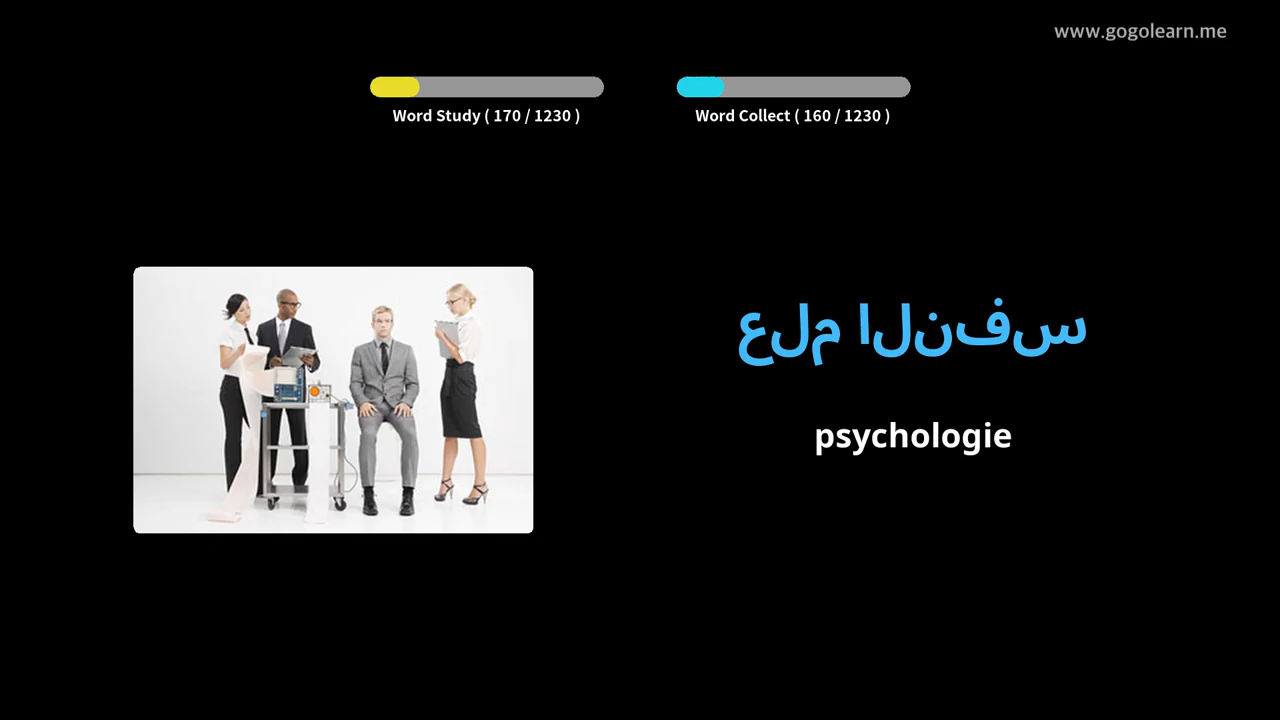 www.gogolearn.me
Word Study ( 170 / 1230 )
Word Collect ( 160 / 1230 )
علم النفس
psychologie